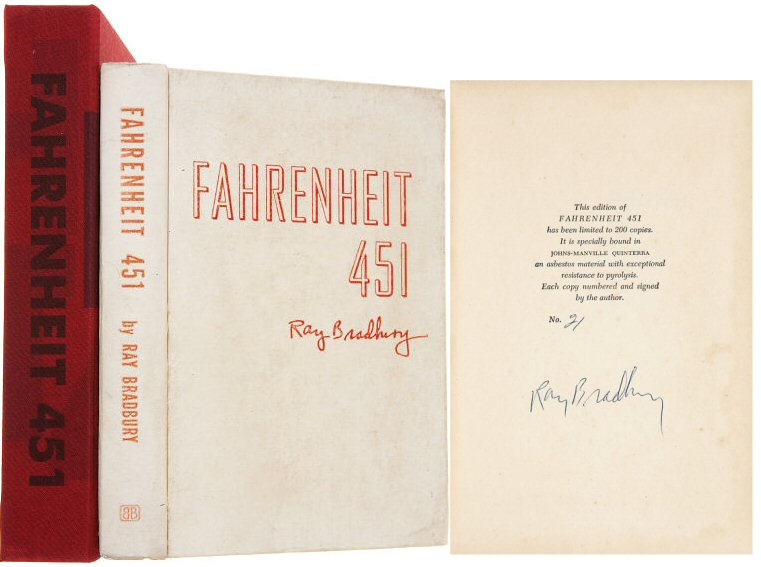 FAHRENHEIT 451
FAHRENHEIT 451
by RAY BRADBURY
BB
FAHRENHEIT
451
Ray Bradbury
This edition of
FAHRENHEIT 451
has been limited to 200 copies.
It is specially bound in
JOHNS-MANVILLE QUINTERRA
an asbestos material with exceptional
resistance to pyrolysis.
Each copy numbered and signed
by the author.
No. 21
Ray Bradbury